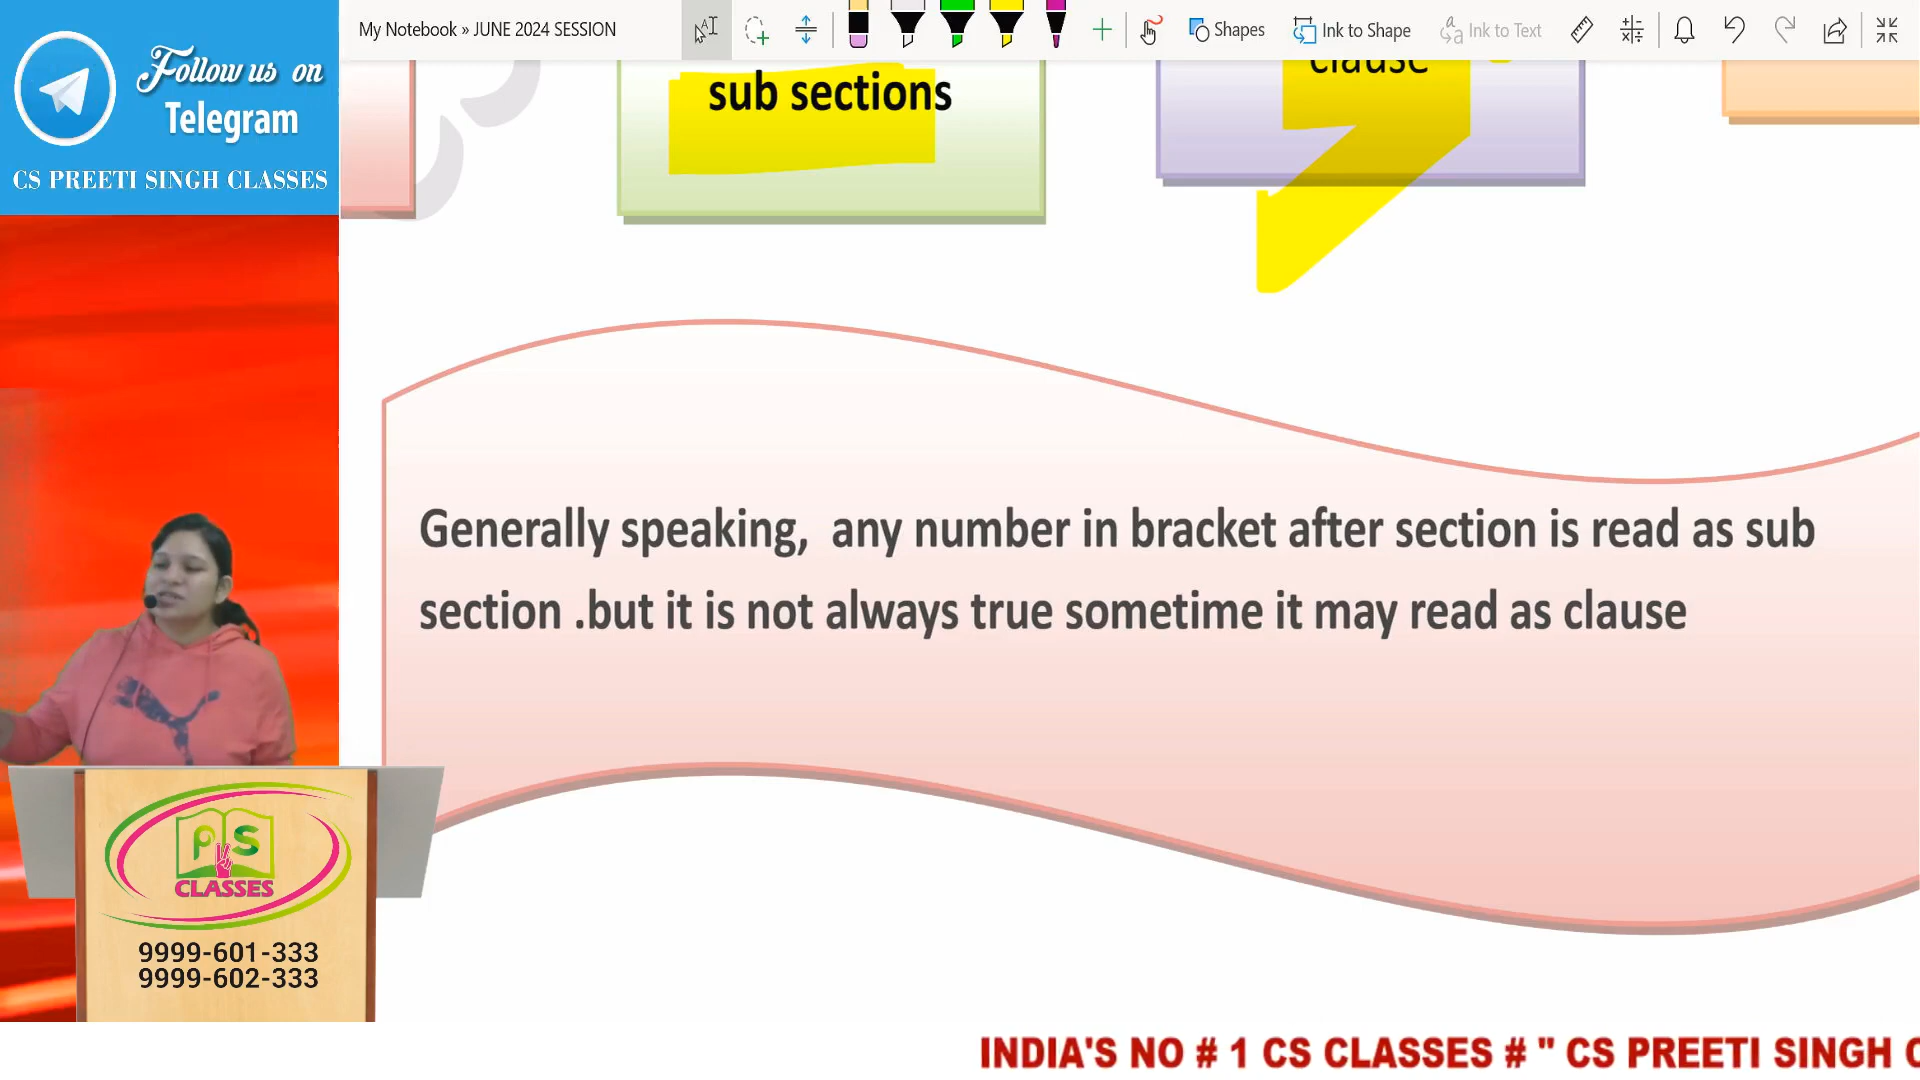 Follow us on
Telegram
CS PREETI SINGH CLASSES
My Notebook » JUNE 2024 SESSION
Shapes
Ink to Shape
Ink to Text
sub sections
clause
Generally speaking, any number in bracket after section is read as sub
section .but it is not always true sometime it may read as clause
PS
CLASSES
9999-601-333
9999-602-333
INDIA'S NO # 1 CS CLASSES # " CS PREETI SINGH